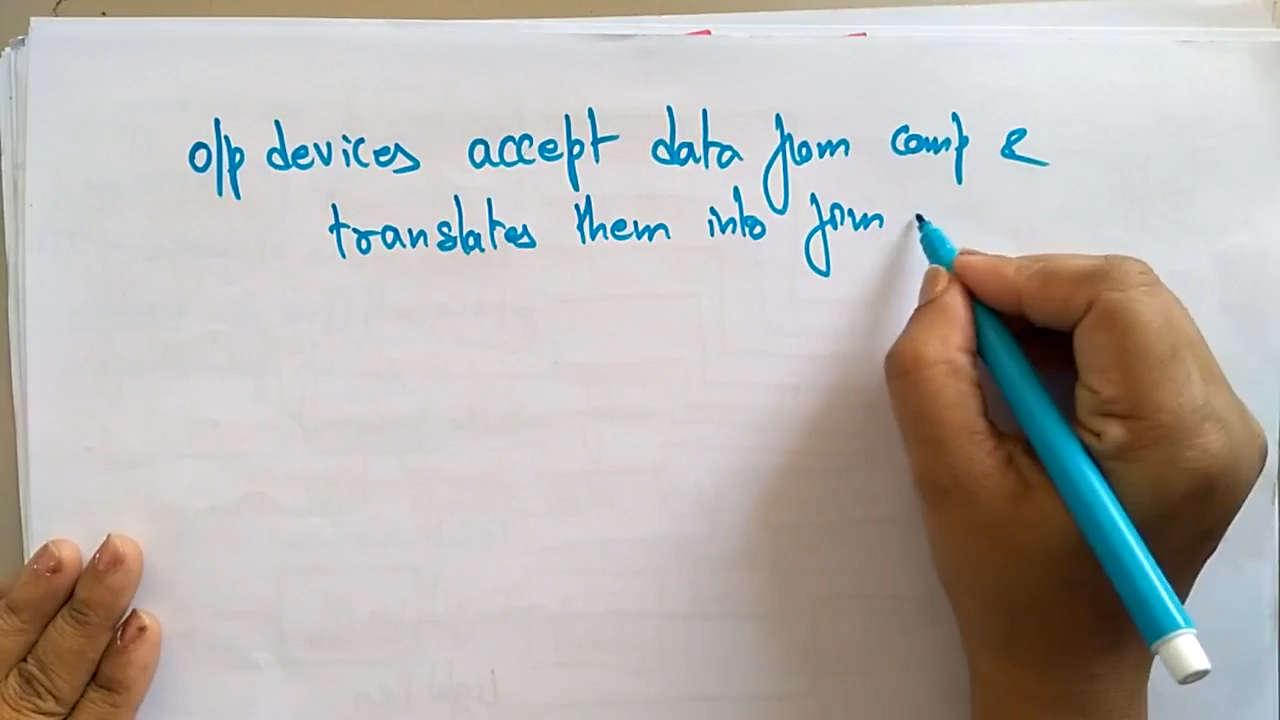 o/p devices accept data from comp &
translates them into form